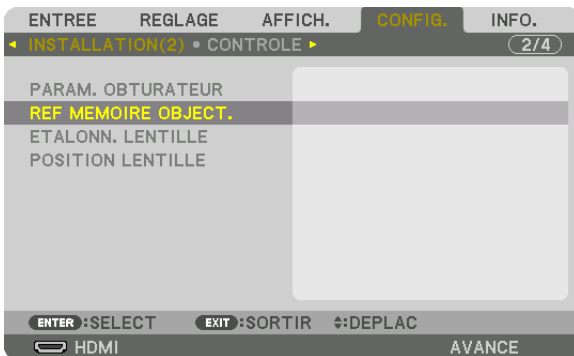 ENTREE REGLAGE AFFICH. CONFIG. INFO.
INSTALLATION(2) • CONTROLE 2/4
PARAM. OBTURATEUR
REF MEMOIRE OBJECT.
ETALONN. LENTILLE
POSITION LENTILLE
ENTER :SELECT EXIT :SORTIR :DEPLAC
HDMI AVANCE